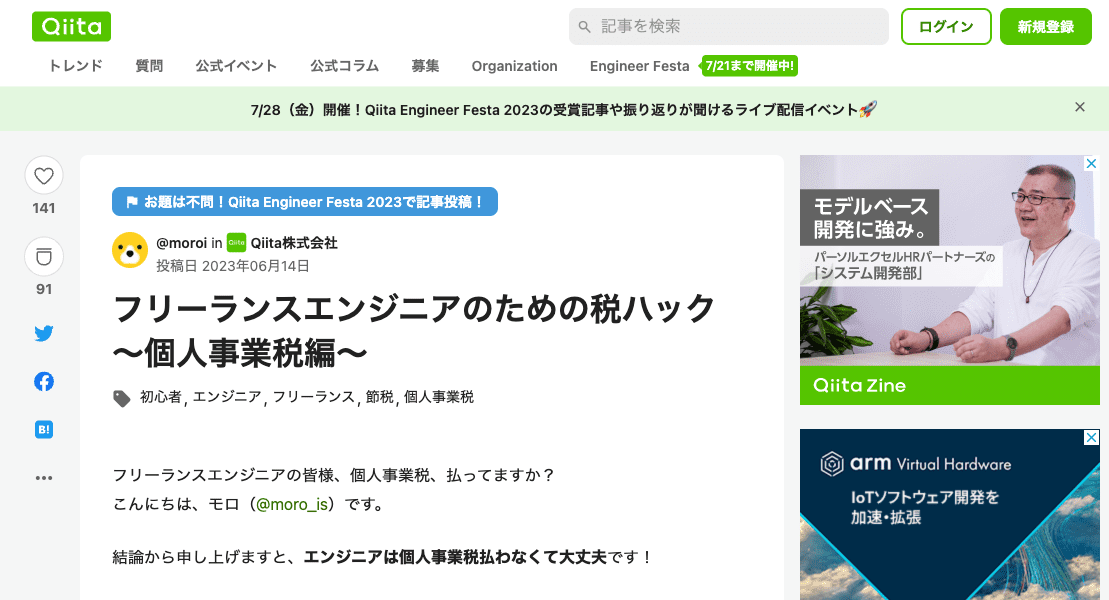 Qiita
記事を検索
ログイン
新規登録
トレンド 質問 公式イベント 公式コラム 募集 Organization Engineer Festa 7/21まで開催中!
7/28（金）開催！Qiita Engineer Festa 2023の受賞記事や振り返りが聞けるライブ配信イベント🚀
141
91
B!
お題は不問！Qiita Engineer Festa 2023で記事投稿！
@moroi in Qiita Qiita株式会社
投稿日 2023年06月14日
フリーランスエンジニアのための税ハック
〜個人事業税編〜
初心者, エンジニア, フリーランス, 節税, 個人事業税
フリーランスエンジニアの皆様、個人事業税、払ってますか？
こんにちは、モロ（@moro_is）です。
結論から申し上げますと、エンジニアは個人事業税払わなくて大丈夫です！
モデルベース
開発に強み。
パーソルエクセルHRパートナーズの
「システム開発部」
Qiita Zine
arm Virtual Hardware
IoTソフトウェア開発を
加速・拡張